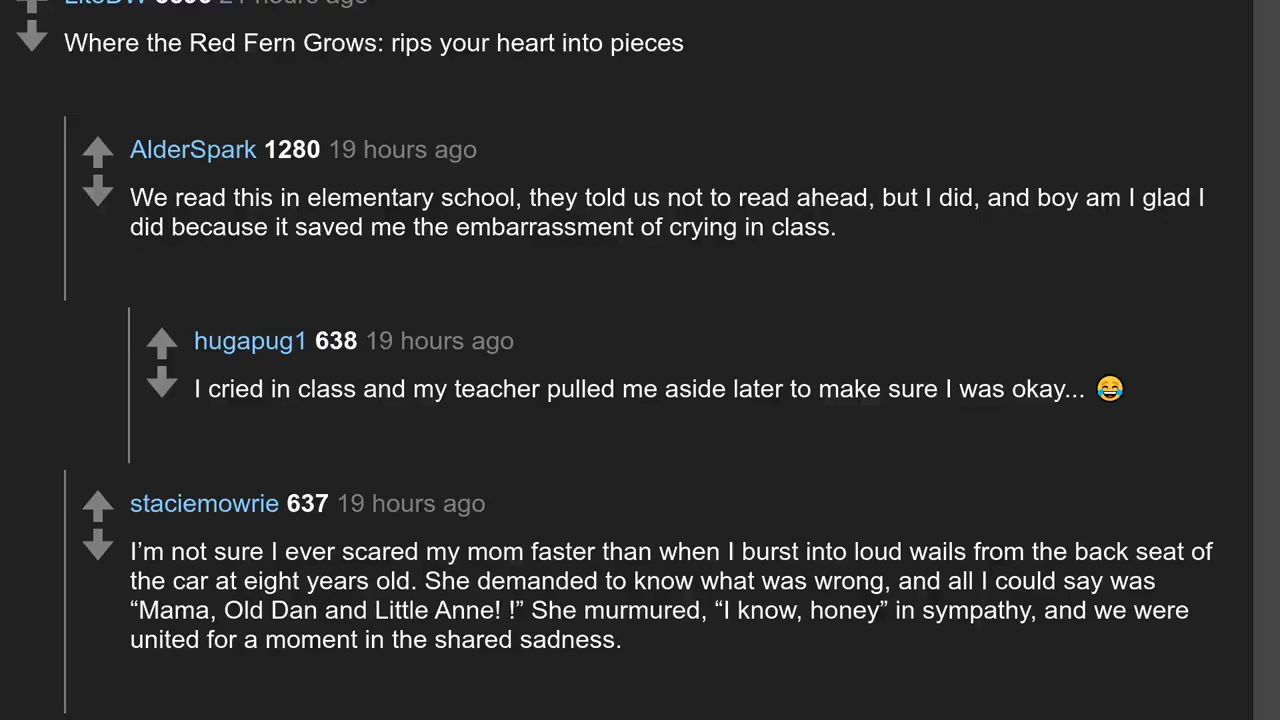 Where the Red Fern Grows: rips your heart into pieces
AlderSpark 1280 19 hours ago
We read this in elementary school, they told us not to read ahead, but I did, and boy am I glad I
did because it saved me the embarrassment of crying in class.
hugapug1 638 19 hours ago
I cried in class and my teacher pulled me aside later to make sure I was okay... 😂
staciemowrie 637 19 hours ago
I’m not sure I ever scared my mom faster than when I burst into loud wails from the back seat of
the car at eight years old. She demanded to know what was wrong, and all I could say was
“Mama, Old Dan and Little Anne! !” She murmured, “I know, honey” in sympathy, and we were
united for a moment in the shared sadness.